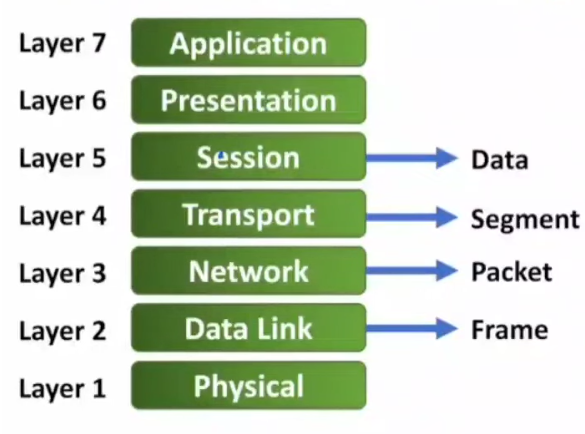 Layer 7 Application
Layer 6 Presentation
Layer 5 Session Data
Layer 4 Transport Segment
Layer 3 Network Packet
Layer 2 Data Link Frame
Layer 1 Physical